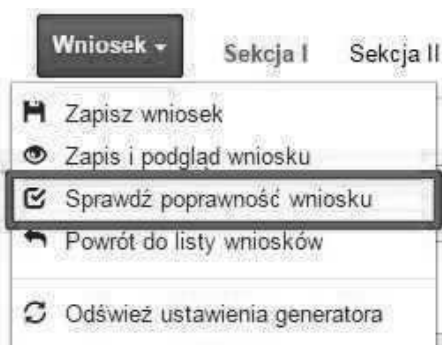 Wniosek Sekcja I Sekcja II
Zapisz wniosek
Zapis i podgląd wniosku
Sprawdź poprawność wniosku
Powrót do listy wniosków
Odśwież ustawienia generatora